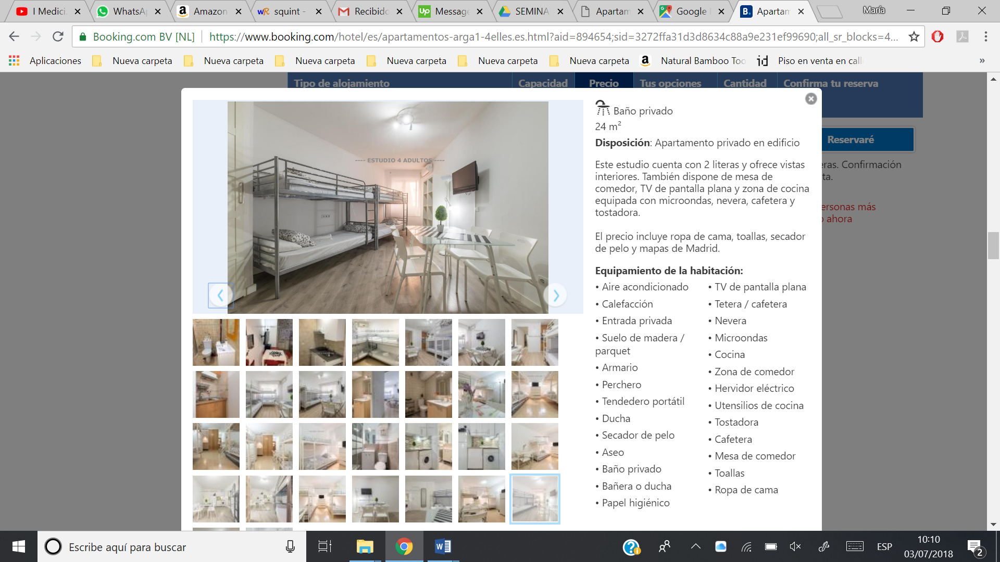 I Medici
WhatsA
Amazon
squint -
Recibido
Message
SEMINA
Apartam
Google
Apartam
María
Booking.com BV [NL]
https://www.booking.com/hotel/es/apartamentos-arga1-4elles.es.html?aid=894654;sid=3272ffa31d3d8634c88a9e231ef99690;all_sr_blocks=4...
Aplicaciones
Nueva carpeta
Nueva carpeta
Nueva carpeta
Nueva carpeta
Nueva carpeta
Nueva carpeta
Natural Bamboo Too
Piso en venta en call
»
Tipo de alojamiento
Capacidad
Precio
Tus opciones
Cantidad
Confirma tu reserva
Reservaré
eras. Confirmación
ta.
ersonas más
o ahora
---- ESTUDIO 4 ADULTOS ----
Baño privado
24 m²
Disposición: Apartamento privado en edificio
Este estudio cuenta con 2 literas y ofrece vistas
interiores. También dispone de mesa de
comedor, TV de pantalla plana y zona de cocina
equipada con microondas, nevera, cafetera y
tostadora.
El precio incluye ropa de cama, toallas, secador
de pelo y mapas de Madrid.
Equipamiento de la habitación:
• Aire acondicionado
• Calefacción
• Entrada privada
• Suelo de madera /
parquet
• Armario
• Perchero
• Tendedero portátil
• Ducha
• Secador de pelo
• Aseo
• Baño privado
• Bañera o ducha
• Papel higiénico
• TV de pantalla plana
• Tetera / cafetera
• Nevera
• Microondas
• Cocina
• Zona de comedor
• Hervidor eléctrico
• Utensilios de cocina
• Tostadora
• Cafetera
• Mesa de comedor
• Toallas
• Ropa de cama
Escribe aquí para buscar
ESP
10:10
03/07/2018
2